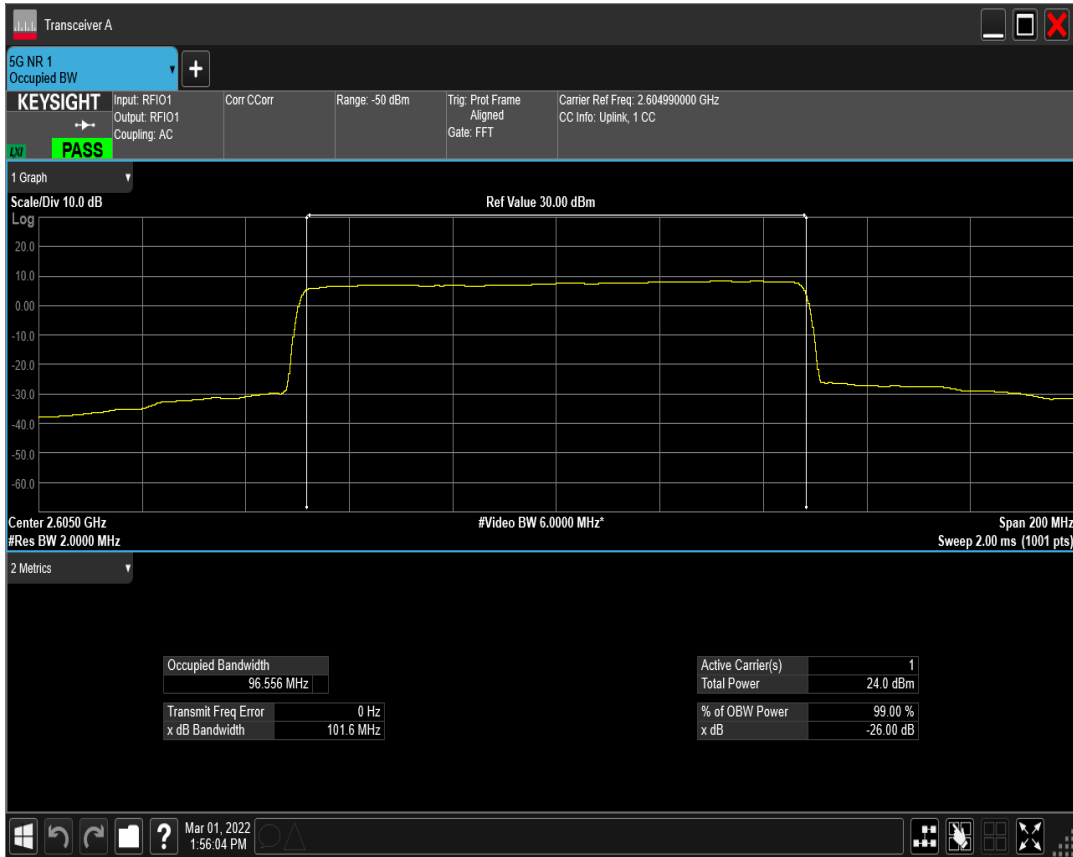 Transceiver A
5G NR 1
Occupied BW
+
KEYSIGHT
LXI
PASS
Input: RFIO1
Output: RFIO1
Coupling: AC
Corr CCorr
Range: -50 dBm
Trig: Prot Frame
Aligned
Gate: FFT
Carrier Ref Freq: 2.604990000 GHz
CC Info: Uplink, 1 CC
1 Graph
Scale/Div 10.0 dB
Ref Value 30.00 dBm
Log
20.0
10.0
0.00
-10.0
-20.0
-30.0
-40.0
-50.0
-60.0
Center 2.6050 GHz
#Video BW 6.0000 MHz*
Span 200 MHz
#Res BW 2.0000 MHz
Sweep 2.00 ms (1001 pts)
2 Metrics
Occupied Bandwidth
96.556 MHz
Transmit Freq Error 0 Hz
x dB Bandwidth 101.6 MHz
Active Carrier(s) 1
Total Power 24.0 dBm
% of OBW Power 99.00 %
x dB -26.00 dB
?
Mar 01, 2022
1:56:04 PM